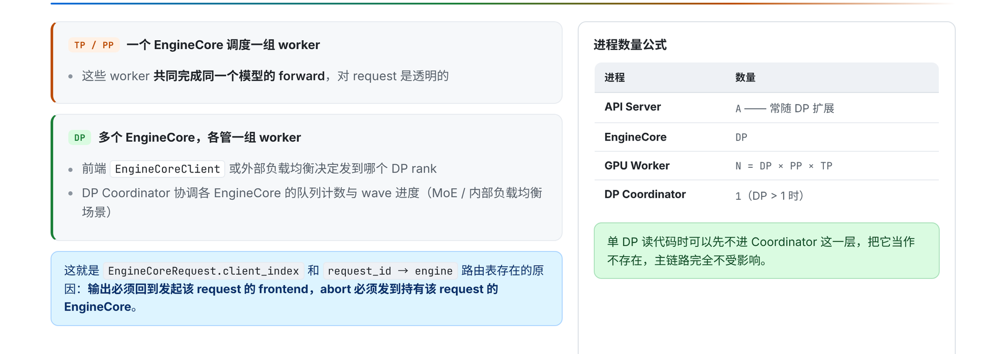 TP / PP 一个 EngineCore 调度一组 worker
• 这些 worker 共同完成同一个模型的 forward，对 request 是透明的
DP 多个 EngineCore，各管一组 worker
• 前端 EngineCoreClient 或外部负载均衡决定发到哪个 DP rank
• DP Coordinator 协调各 EngineCore 的队列计数与 wave 进度（MoE / 内部负载均衡
场景）
这就是 EngineCoreRequest.client_index 和 request_id → engine 路由表存在的原
因：输出必须回到发起该 request 的 frontend，abort 必须发到持有该 request 的
EngineCore。
进程数量公式
进程 数量
API Server A —— 常随 DP 扩展
EngineCore DP
GPU Worker N = DP × PP × TP
DP Coordinator 1（DP > 1 时）
单 DP 读代码时可以先不进 Coordinator 这一层，把它当作
不存在，主链路完全不受影响。